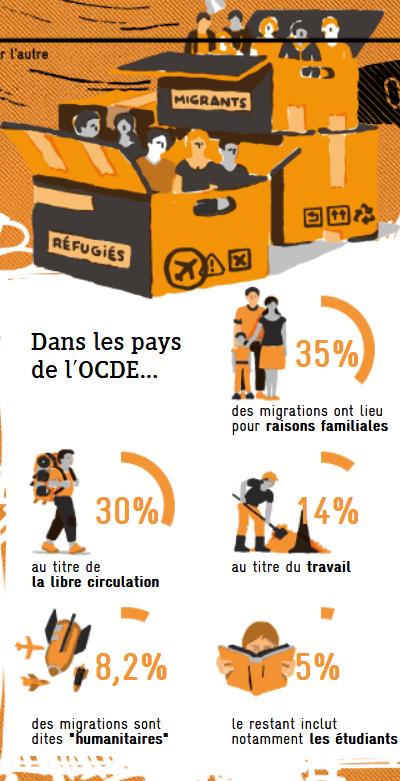 r l'autre
MIGRANTS
RÉFUGIÉS
Dans les pays
de l'OCDE...
35%
des migrations ont lieu
pour raisons familiales
30%
au titre de
la libre circulation
14%
au titre du travail
8,2%
des migrations sont
dites "humanitaires"
5%
le restant inclut
notamment les étudiants